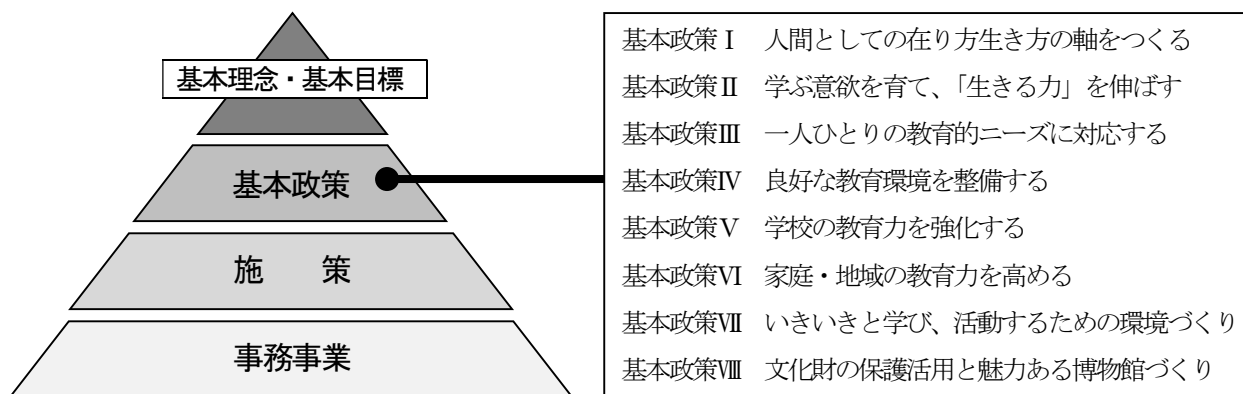 基本理念・基本目標
基本政策
施　　策
事務事業
基本政策Ⅰ　人間としての在り方生き方の軸をつくる
基本政策Ⅱ　学ぶ意欲を育て、「生きる力」を伸ばす
基本政策Ⅲ　一人ひとりの教育的ニーズに対応する
基本政策Ⅳ　良好な教育環境を整備する
基本政策Ⅴ　学校の教育力を強化する
基本政策Ⅵ　家庭・地域の教育力を高める
基本政策Ⅶ　いきいきと学び、活動するための環境づくり
基本政策Ⅷ　文化財の保護活用と魅力ある博物館づくり